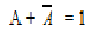 A + A̅ = 1